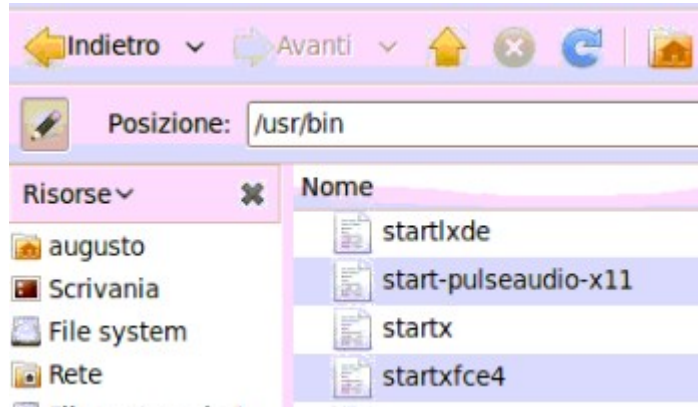 Indietro Avanti
Posizione: /usr/bin
Risorse Nome
augusto startlxde
Scrivania start-pulseaudio-x11
File system startx
Rete startxfce4